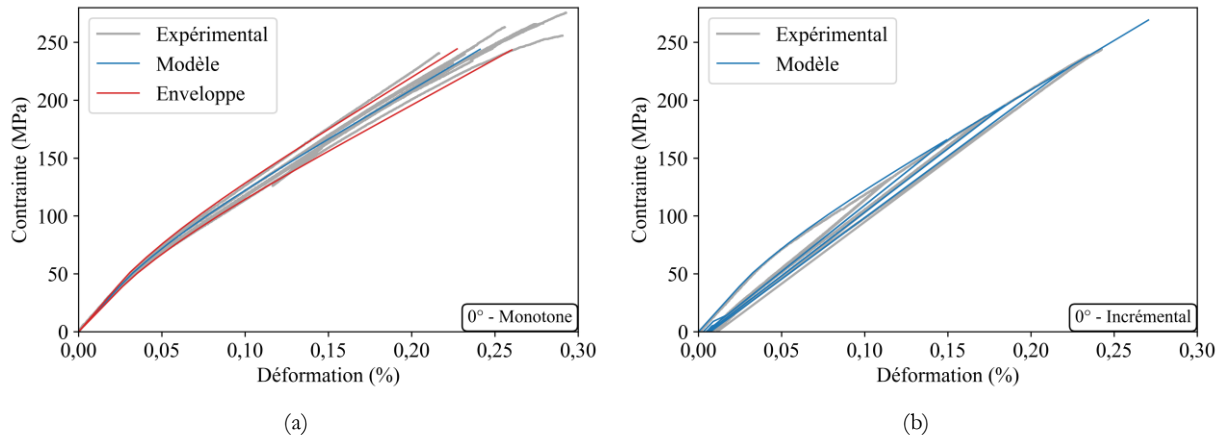 Contrainte (MPa)
250
200
150
100
50
0
Expérimental
Modèle
Enveloppe
0° - Monotone
0,00 0,05 0,10 0,15 0,20 0,25 0,30
Déformation (%)
(a)
Contrainte (MPa)
250
200
150
100
50
0
Expérimental
Modèle
0° - Incrémental
0,00 0,05 0,10 0,15 0,20 0,25 0,30
Déformation (%)
(b)